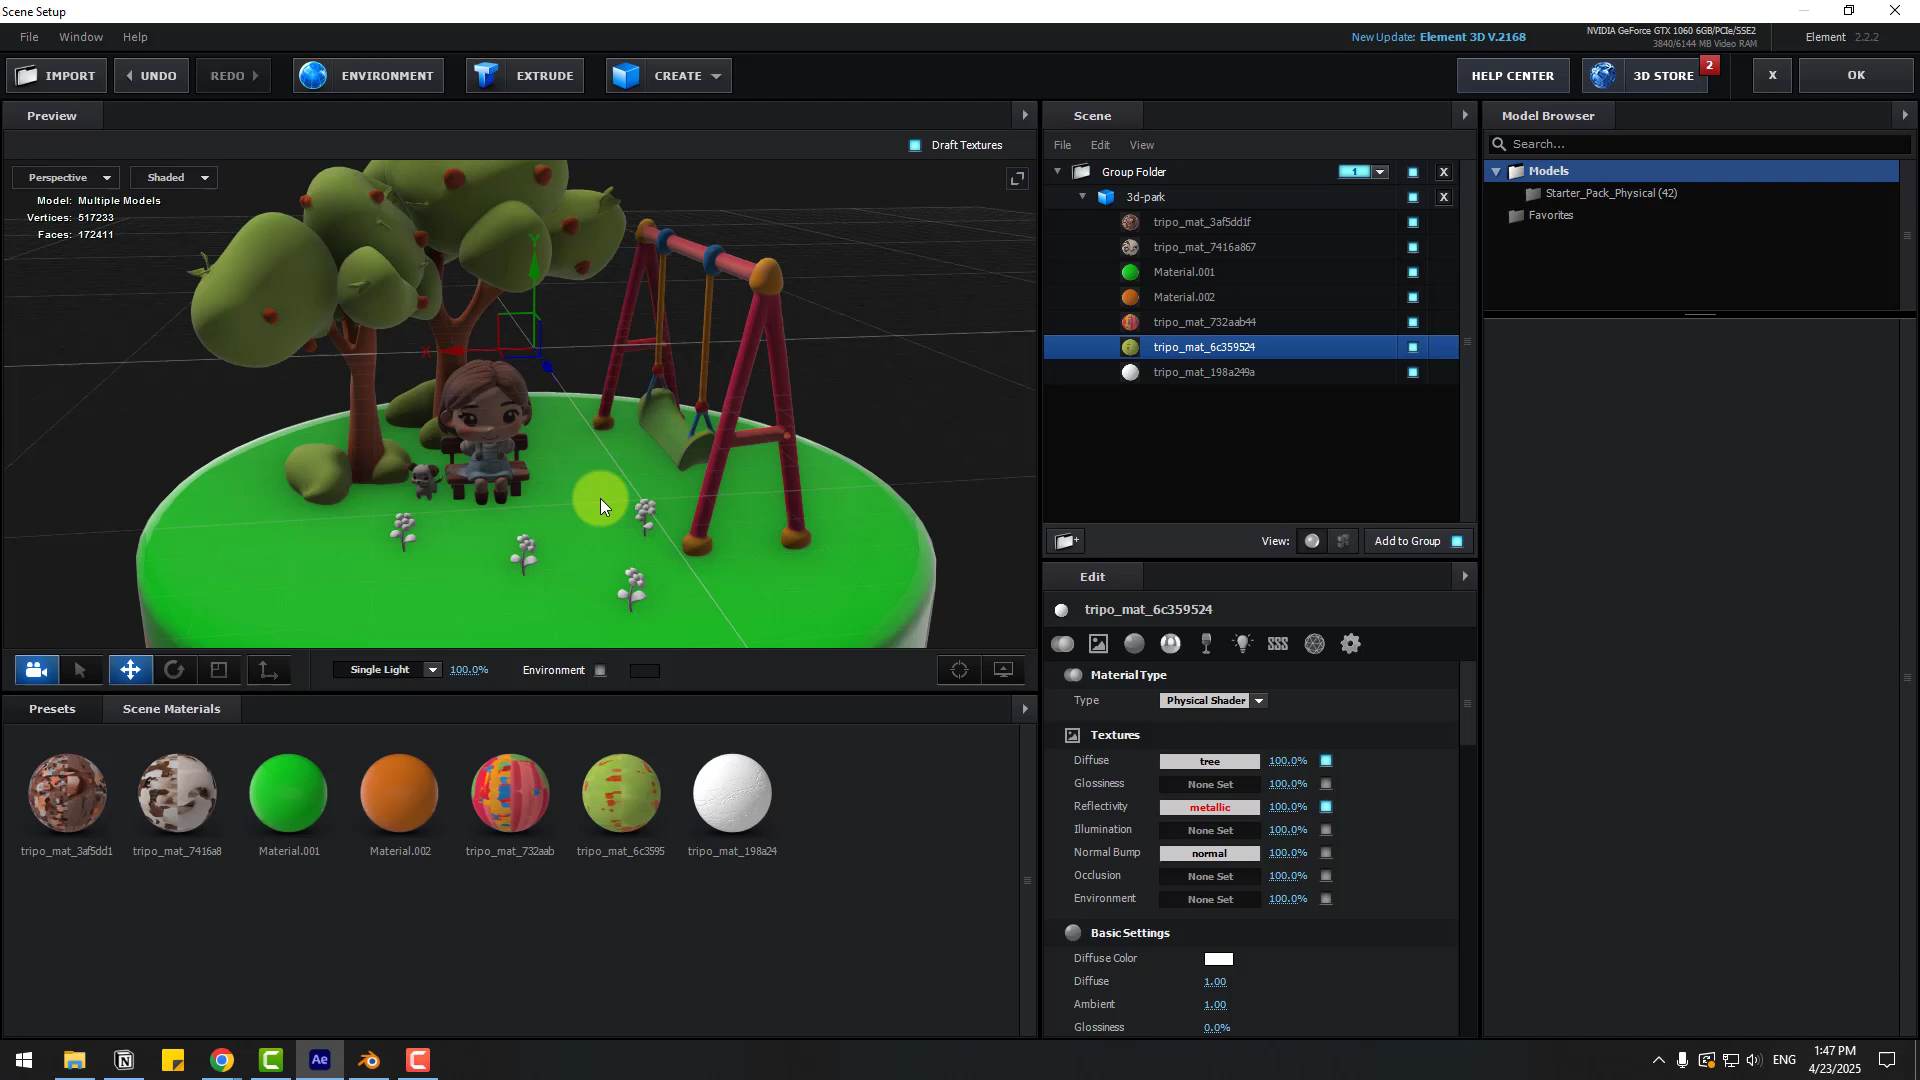 Scene Setup
File Window Help
New Update: Element 3D V.2168
NVIDIA GeForce GTX 1060 6GB/PCIe/SSE2
3840/6144 MB Video RAM
Element 2.2.2
IMPORT UNDO REDO ENVIRONMENT EXTRUDE CREATE HELP CENTER 3D STORE 2 X OK
Preview
Draft Textures
Perspective Shaded
Model: Multiple Models
Vertices: 517233
Faces: 172411
Y
X
Single Light 100.0% Environment
Presets Scene Materials
tripo_mat_3af5dd1 tripo_mat_7416a8 Material.001 Material.002 tripo_mat_732aab tripo_mat_6c3595 tripo_mat_198a24
Scene
File Edit View
Group Folder 1 X
3d-park X
tripo_mat_3af5dd1f
tripo_mat_7416a867
Material.001
Material.002
tripo_mat_732aab44
tripo_mat_6c359524
tripo_mat_198a249a
View: Add to Group
Edit
tripo_mat_6c359524
Material Type
Type Physical Shader
Textures
Diffuse tree 100.0%
Glossiness None Set 100.0%
Reflectivity metallic 100.0%
Illumination None Set 100.0%
Normal Bump normal 100.0%
Occlusion None Set 100.0%
Environment None Set 100.0%
Basic Settings
Diffuse Color
Diffuse 1.00
Ambient 1.00
Glossiness 0.0%
Model Browser
Search...
Models
Starter_Pack_Physical (42)
Favorites
Ae
ENG
1:47 PM
4/23/2025